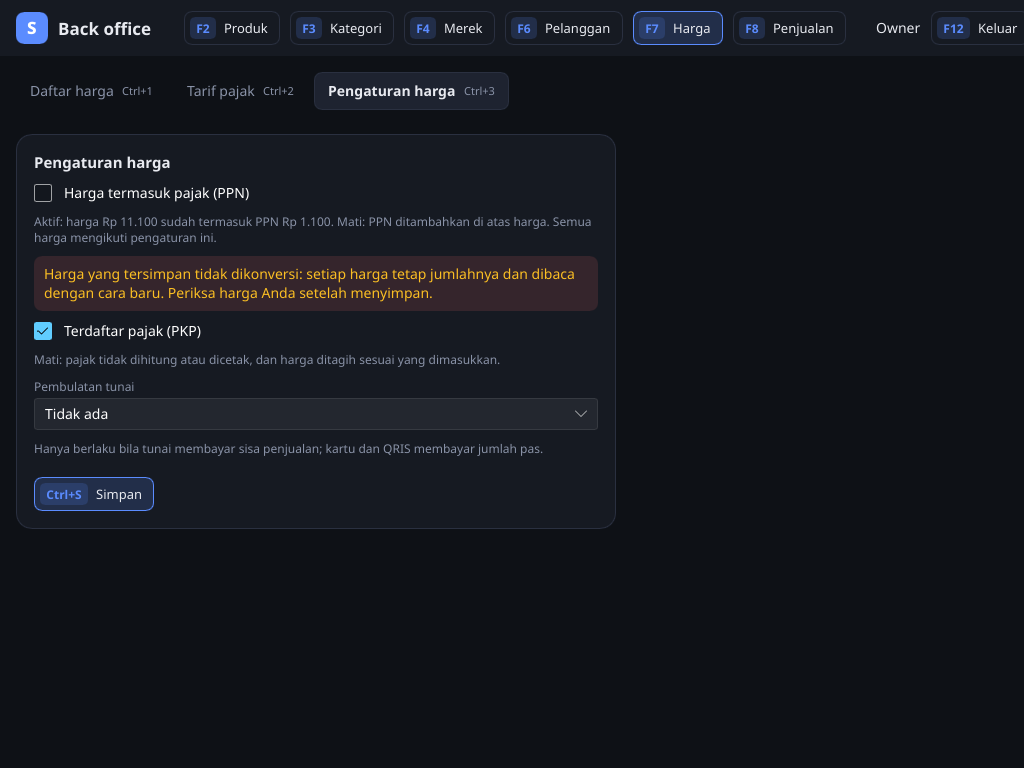 S Back office F2 Produk F3 Kategori F4 Merek F6 Pelanggan F7 Harga F8 Penjualan Owner F12 Keluar
Daftar harga Ctrl+1 Tarif pajak Ctrl+2 Pengaturan harga Ctrl+3
Pengaturan harga
Harga termasuk pajak (PPN)
Aktif: harga Rp 11.100 sudah termasuk PPN Rp 1.100. Mati: PPN ditambahkan di atas harga. Semua
harga mengikuti pengaturan ini.
Harga yang tersimpan tidak dikonversi: setiap harga tetap jumlahnya dan dibaca
dengan cara baru. Periksa harga Anda setelah menyimpan.
Terdaftar pajak (PKP)
Mati: pajak tidak dihitung atau dicetak, dan harga ditagih sesuai yang dimasukkan.
Pembulatan tunai
Tidak ada
Hanya berlaku bila tunai membayar sisa penjualan; kartu dan QRIS membayar jumlah pas.
Ctrl+S Simpan